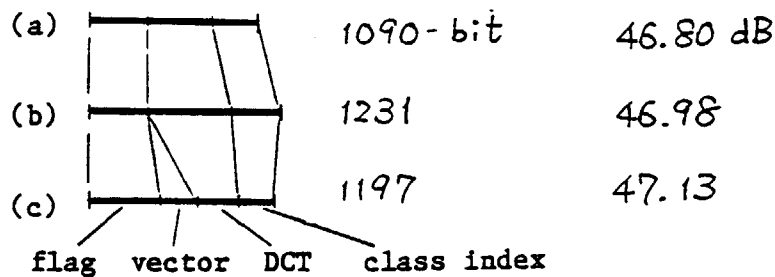 (a) 1090-bit 46.80 dB
(b) 1231 46.98
(c) 1197 47.13
flag vector DCT class index